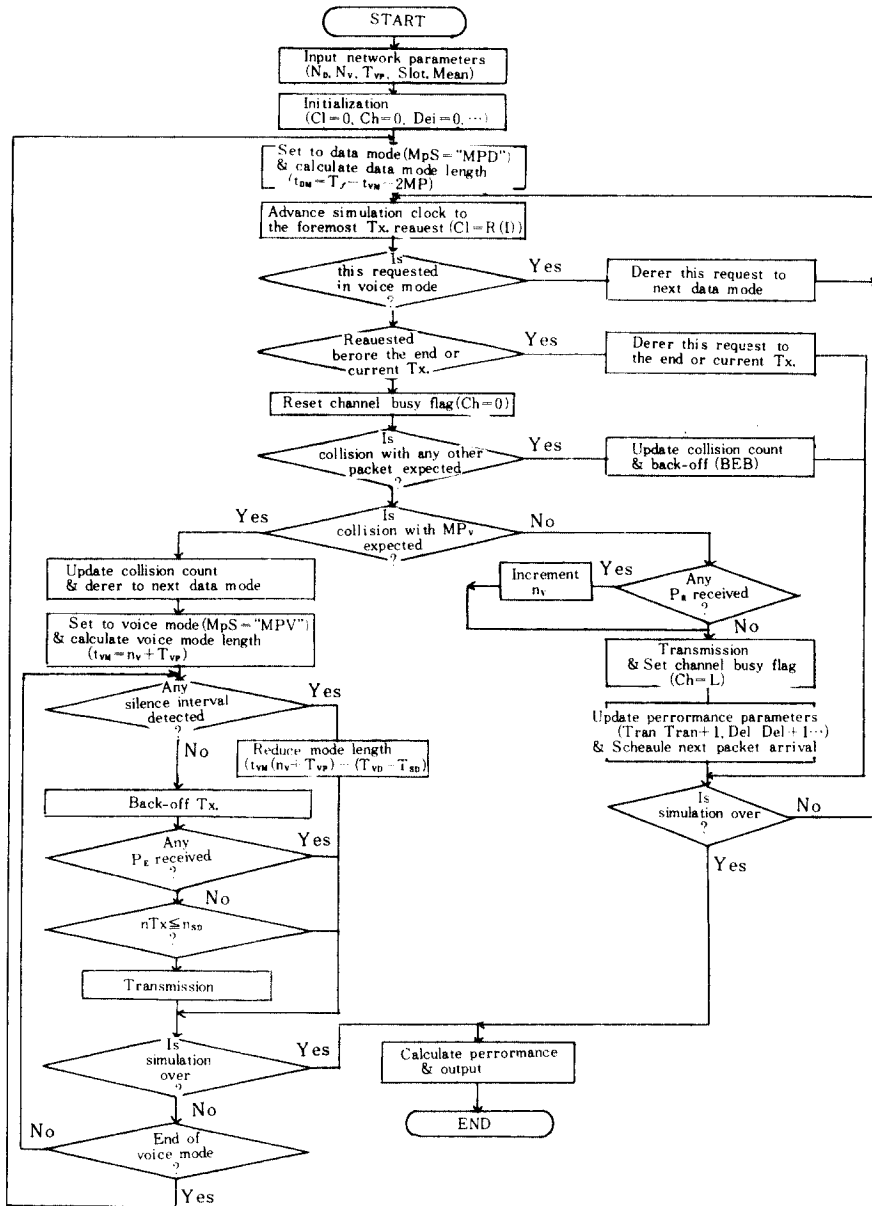 START
Input network parameters
(N_D, N_V, T_VP, Slot, Mean)
Initialization
(Cl=0, Ch=0, Dei=0, ⋯)
Set to data mode(MpS="MPD")
& calculate data mode length
(t_DM=T_f-t_VM-2MP)
Advance simulation clock to
the foremost Tx. reauest (Cl=R(I))
Is
this requested
in voice mode
?
Yes
Derer this request to
next data mode
Reauested
berore the end or
current Tx.
Yes
Derer this request to
the end or current Tx.
Reset channel busy flag(Ch=0)
Is
collision with any other
packet expected
?
Yes
Update collision count
& back-off (BEB)
Is
collision with MP_V
expected
?
Yes
No
Update collision count
& derer to next data mode
Increment
n_V
Yes
Any
P_R received
?
No
Set to voice mode(MpS="MPV")
& calculate voice mode length
(t_VM=n_V+T_VP)
Transmission
& Set channel busy flag
(Ch=L)
Any
silence interval
detected
?
Yes
No
Update perrormance parameters
(Tran Tran+1, Del Del+1⋯)
& Scheaule next packet arrival
Reduce mode length
(t_VM(n_V+T_VP)-(T_VD-T_SD)
Back-off Tx.
Is
simulation over
?
No
Yes
Any
P_E received
?
Yes
No
nTx≦n_SD
?
Transmission
Is
simulation
over
?
Yes
No
Calculate perrormance
& output
END
End of
voice mode
?
No
Yes